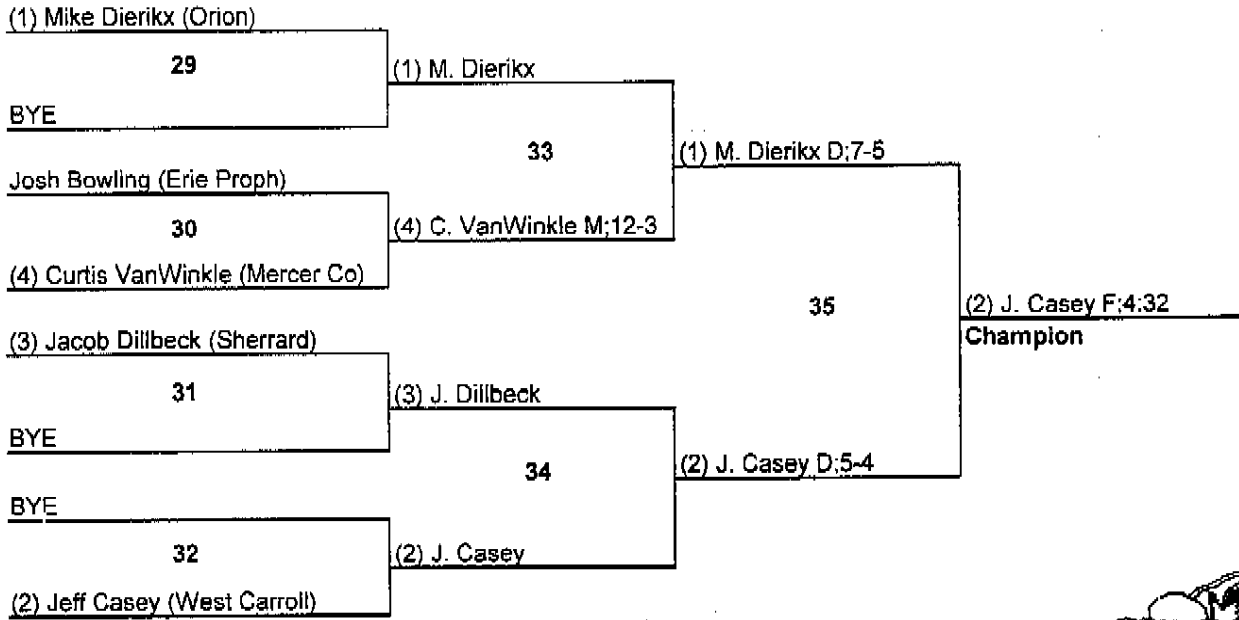 (1) Mike Dierikx (Orion)
29
(1) M. Dierikx
BYE
33
(1) M. Dierikx D;7-5
Josh Bowling (Erie Proph)
30
(4) C. VanWinkle M;12-3
(4) Curtis VanWinkle (Mercer Co)
35
(2) J. Casey F;4:32
Champion
(3) Jacob Dillbeck (Sherrard)
31
(3) J. Dillbeck
BYE
34
(2) J. Casey D;5-4
BYE
32
(2) J. Casey
(2) Jeff Casey (West Carroll)